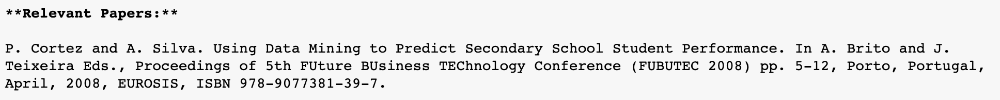 **Relevant Papers:**
P. Cortez and A. Silva. Using Data Mining to Predict Secondary School Student Performance. In A. Brito and J.
Teixeira Eds., Proceedings of 5th FUture BUsiness TEChnology Conference (FUBUTEC 2008) pp. 5-12, Porto, Portugal,
April, 2008, EUROSIS, ISBN 978-9077381-39-7.